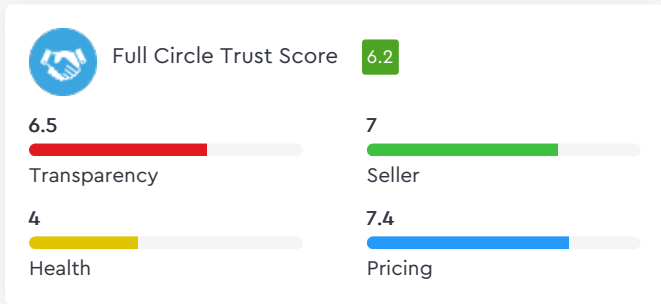 Full Circle Trust Score 6.2
6.5
Transparency
7
Seller
4
Health
7.4
Pricing